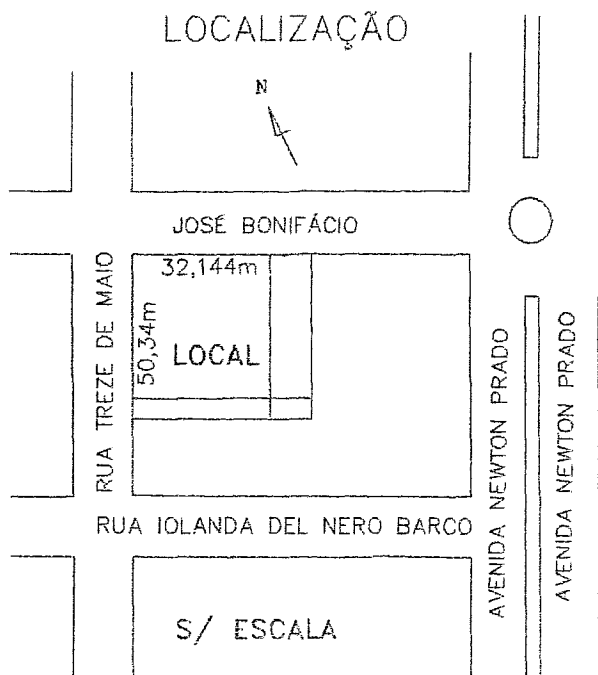 LOCALIZAÇÃO
N
JOSÉ BONIFÁCIO
32,144m
50,34m
LOCAL
RUA TREZE DE MAIO
RUA IOLANDA DEL NERO BARCO
AVENIDA NEWTON PRADO
AVENIDA NEWTON PRADO
S/ ESCALA